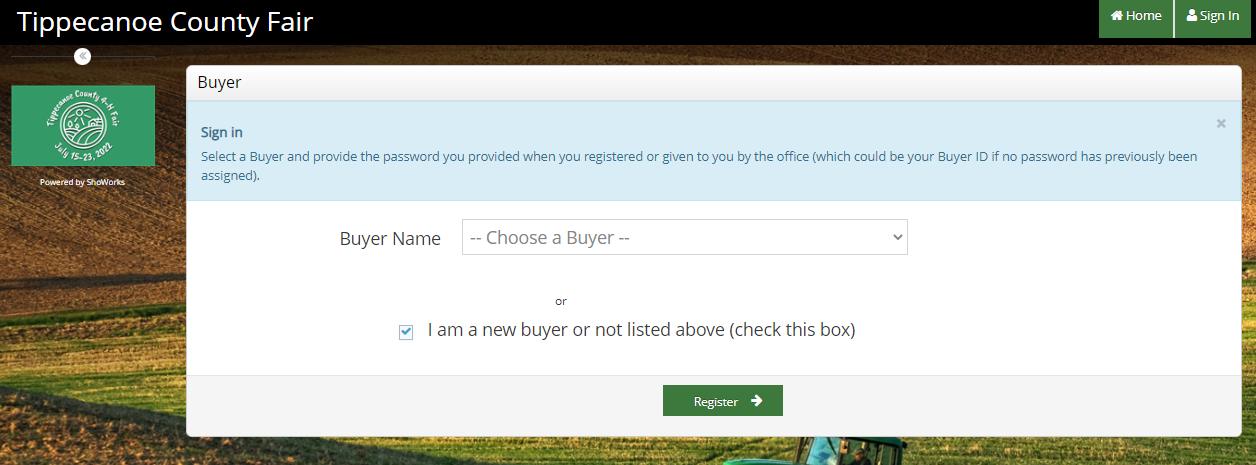 Tippecanoe County Fair
Home
Sign In
Tippecanoe County 4-H Fair
July 15-23, 2022
Powered by ShoWorks
Buyer
Sign in
Select a Buyer and provide the password you provided when you registered or given to you by the office (which could be your Buyer ID if no password has previously been
assigned).
Buyer Name
-- Choose a Buyer --
or
I am a new buyer or not listed above (check this box)
Register